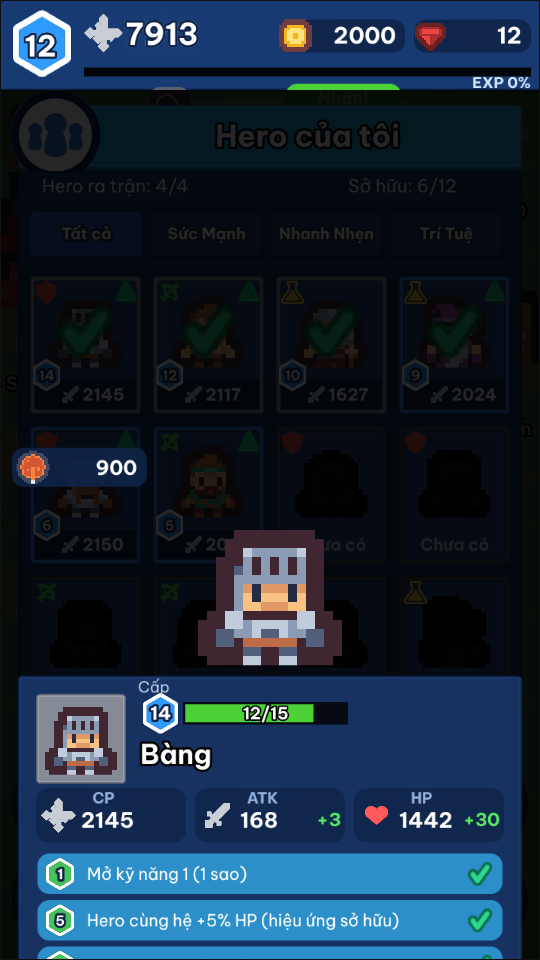 12 7913 2000 12
EXP 0%
Nhanh
Hero của tôi
Hero ra trận: 4/4 Sở hữu: 6/12
Tất cả Sức Mạnh Nhanh Nhẹn Trí Tuệ
14 12 10 9
2145 2117 1627 2024
900
6 5
2150 Chưa có
Cấp
14 12/15
Bàng
CP ATK HP
2145 168 +3 1442 +30
1 Mở kỹ năng 1 (1 sao)
5 Hero cùng hệ +5% HP (hiệu ứng sở hữu)